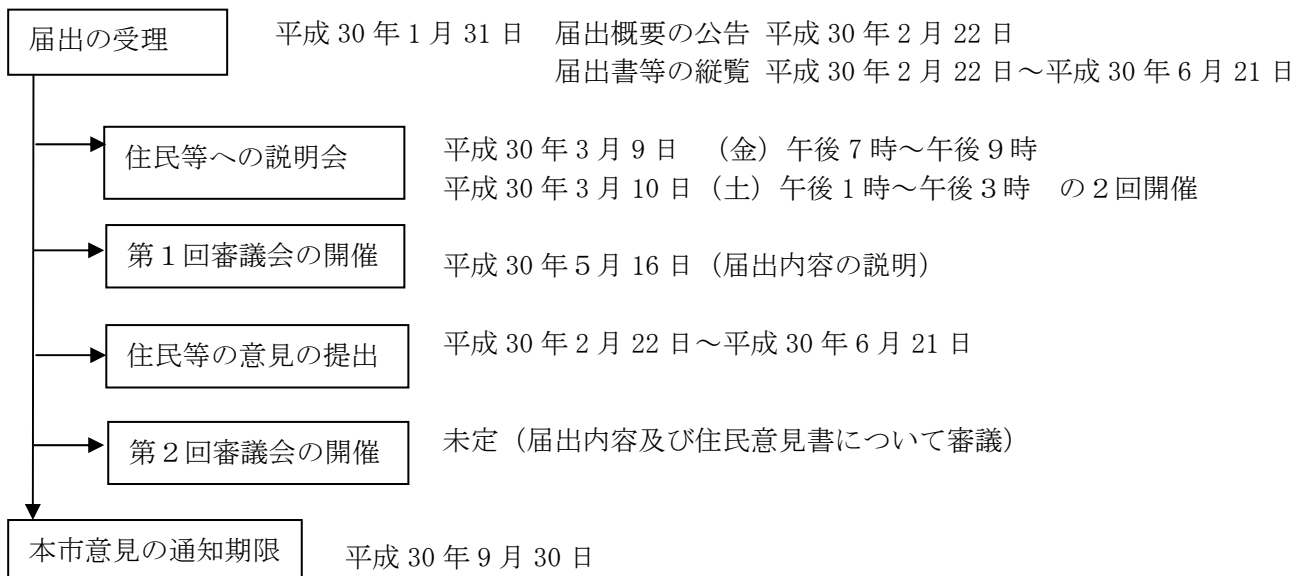 届出の受理 平成 30 年 1 月 31 日 届出概要の公告 平成 30 年 2 月 22 日
届出書等の縦覧 平成 30 年 2 月 22 日～平成 30 年 6 月 21 日
住民等への説明会 平成 30 年 3 月 9 日 （金）午後 7 時～午後 9 時
平成 30 年 3 月 10 日（土）午後 1 時～午後３時 の２回開催
第１回審議会の開催 平成 30 年５月 16 日（届出内容の説明）
住民等の意見の提出 平成 30 年 2 月 22 日～平成 30 年 6 月 21 日
第２回審議会の開催 未定（届出内容及び住民意見書について審議）
本市意見の通知期限 平成 30 年 9 月 30 日